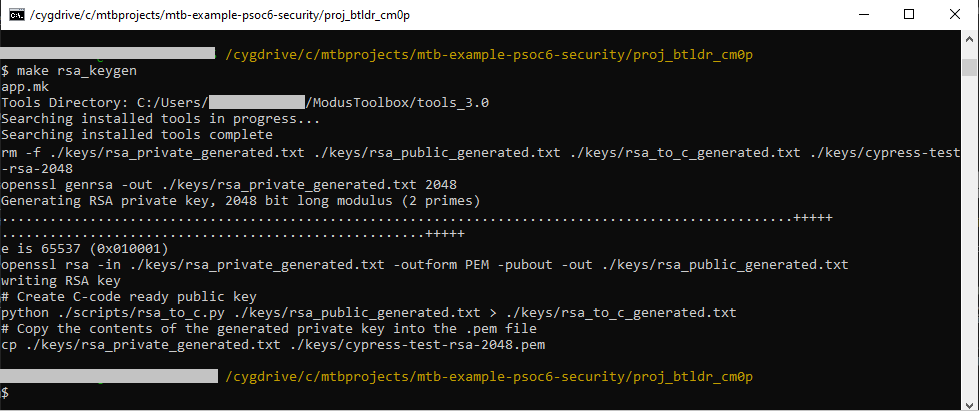 /cygdrive/c/mtbprojects/mtb-example-psoc6-security/proj_btldr_cm0p
/cygdrive/c/mtbprojects/mtb-example-psoc6-security/proj_btldr_cm0p
$ make rsa_keygen
app.mk
Tools Directory: C:/Users/ /ModusToolbox/tools_3.0
Searching installed tools in progress...
Searching installed tools complete
rm -f ./keys/rsa_private_generated.txt ./keys/rsa_public_generated.txt ./keys/rsa_to_c_generated.txt ./keys/cypress-test
-rsa-2048
openssl genrsa -out ./keys/rsa_private_generated.txt 2048
Generating RSA private key, 2048 bit long modulus (2 primes)
...................................................................................................+++++
.....................................................+++++
e is 65537 (0x010001)
openssl rsa -in ./keys/rsa_private_generated.txt -outform PEM -pubout -out ./keys/rsa_public_generated.txt
writing RSA key
# Create C-code ready public key
python ./scripts/rsa_to_c.py ./keys/rsa_public_generated.txt > ./keys/rsa_to_c_generated.txt
# Copy the contents of the generated private key into the .pem file
cp ./keys/rsa_private_generated.txt ./keys/cypress-test-rsa-2048.pem
/cygdrive/c/mtbprojects/mtb-example-psoc6-security/proj_btldr_cm0p
$